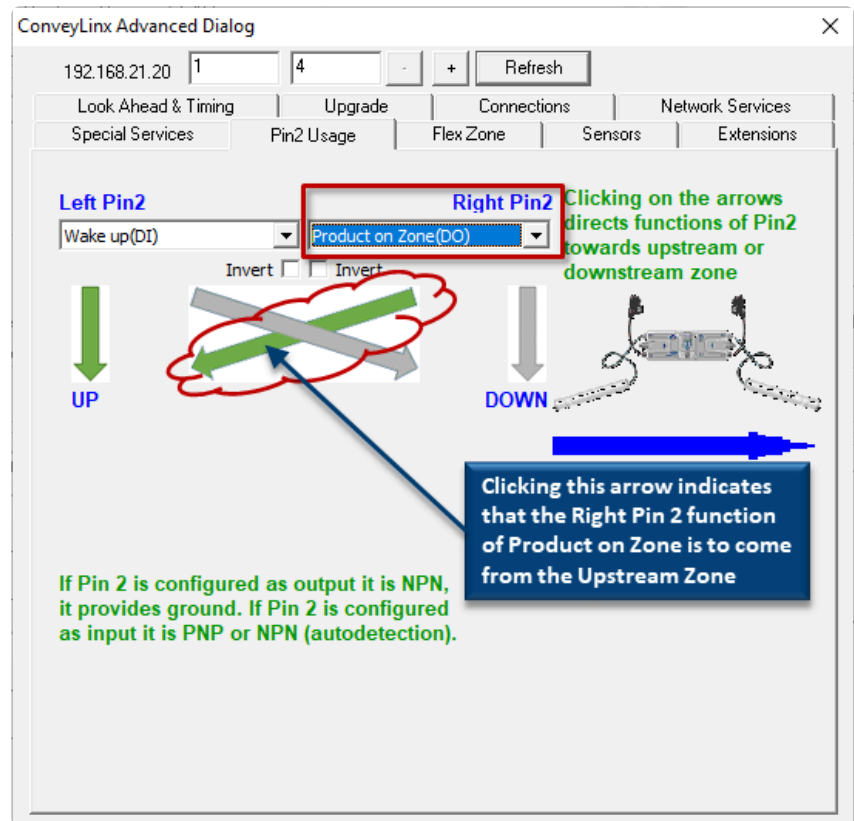 ConveyLinx Advanced Dialog
192.168.21.20 1 4 - + Refresh
Look Ahead & Timing Upgrade Connections Network Services
Special Services Pin2 Usage Flex Zone Sensors Extensions
Left Pin2 Right Pin2
Wake up(DI) Product on Zone(DO)
Invert Invert
Clicking on the arrows
directs functions of Pin2
towards upstream or
downstream zone
UP DOWN
Clicking this arrow indicates
that the Right Pin 2 function
of Product on Zone is to come
from the Upstream Zone
If Pin 2 is configured as output it is NPN,
it provides ground. If Pin 2 is configured
as input it is PNP or NPN (autodetection).